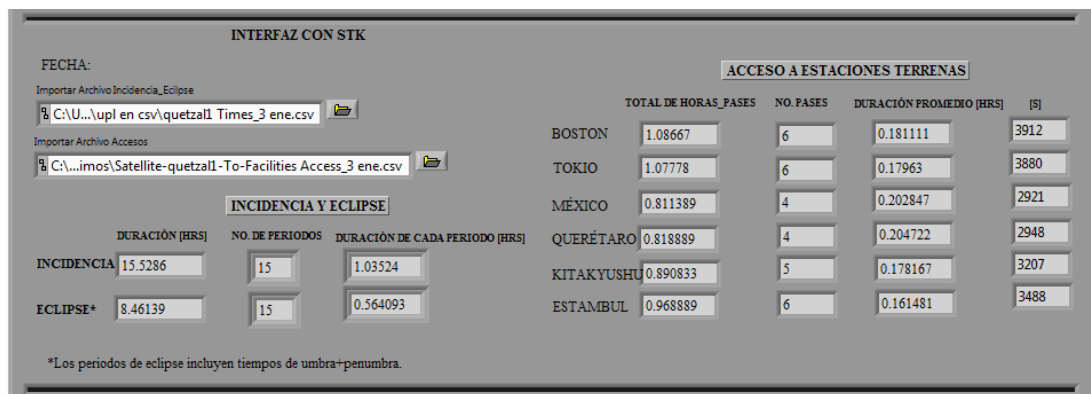 INTERFAZ CON STK
FECHA:
Importar Archivo Incidencia_Ecilpse
C:\U...\upl en csv\quetzal1 Times_3 ene.csv
Importar Archivo Accesos
C:\...imos\Satellite-quetzal1-To-Facilities Access_3 ene.csv
INCIDENCIA Y ECLIPSE
DURACIÓN [HRS] NO. DE PERIODOS DURACIÓN DE CADA PERIODO [HRS]
INCIDENCIA 15.5286 15 1.03524
ECLIPSE* 8.46139 15 0.564093
*Los periodos de eclipse incluyen tiempos de umbra+penumbra.
ACCESO A ESTACIONES TERRENAS
TOTAL DE HORAS_PASES NO. PASES DURACIÓN PROMEDIO [HRS] [S]
BOSTON 1.08667 6 0.181111 3912
TOKIO 1.07778 6 0.17963 3880
MÉXICO 0.811389 4 0.202847 2921
QUERÉTARO 0.818889 4 0.204722 2948
KITAKYUSHU 0.890833 5 0.178167 3207
ESTAMBUL 0.968889 6 0.161481 3488